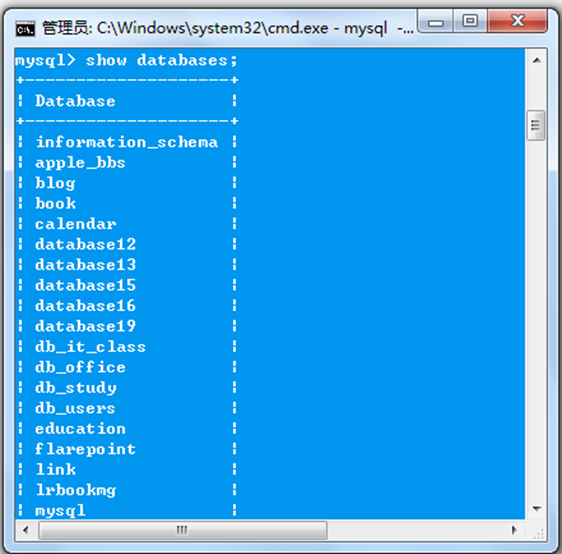 管理员: C:\Windows\system32\cmd.exe - mysql -...
mysql> show databases;
+--------------------+
| Database           |
+--------------------+
| information_schema |
| apple_bbs          |
| blog               |
| book               |
| calendar           |
| database12         |
| database13         |
| database15         |
| database16         |
| database19         |
| db_it_class        |
| db_office          |
| db_study           |
| db_users           |
| education          |
| flarepoint         |
| link               |
| lrbookmg           |
| mysql              |